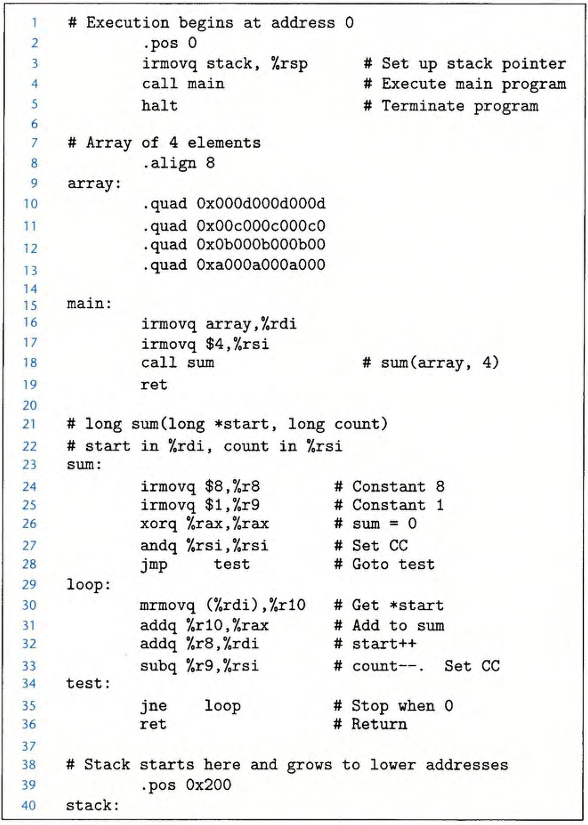 1 # Execution begins at address 0
2 .pos 0
3 irmovq stack, %rsp # Set up stack pointer
4 call main # Execute main program
5 halt # Terminate program
6
7 # Array of 4 elements
8 .align 8
9 array:
10 .quad 0x000d000d000d
11 .quad 0x00c000c000c0
12 .quad 0x0b000b000b00
13 .quad 0xa000a000a000
14
15 main:
16 irmovq array,%rdi
17 irmovq $4,%rsi
18 call sum # sum(array, 4)
19 ret
20
21 # long sum(long *start, long count)
22 # start in %rdi, count in %rsi
23 sum:
24 irmovq $8,%r8 # Constant 8
25 irmovq $1,%r9 # Constant 1
26 xorq %rax,%rax # sum = 0
27 andq %rsi,%rsi # Set CC
28 jmp test # Goto test
29 loop:
30 mrmovq (%rdi),%r10 # Get *start
31 addq %r10,%rax # Add to sum
32 addq %r8,%rdi # start++
33 subq %r9,%rsi # count--. Set CC
34 test:
35 jne loop # Stop when 0
36 ret # Return
37
38 # Stack starts here and grows to lower addresses
39 .pos 0x200
40 stack: